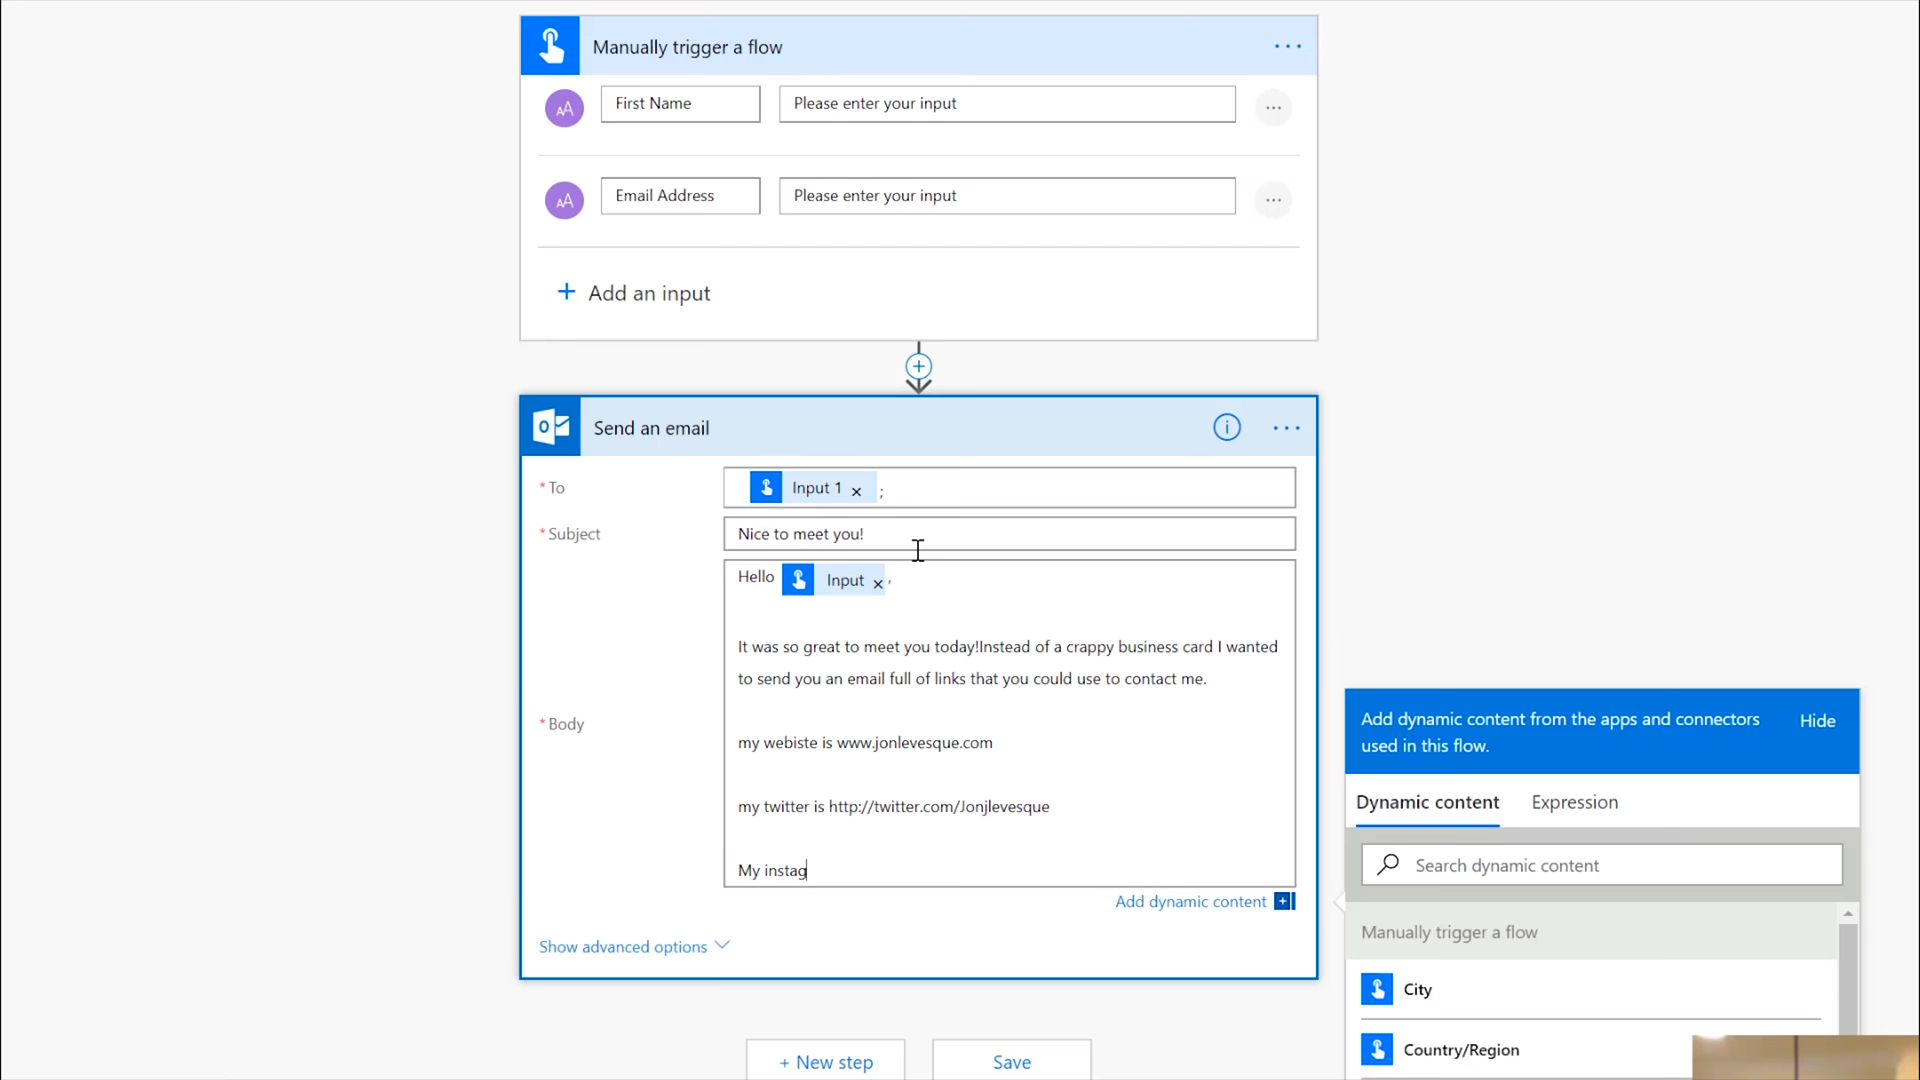 Manually trigger a flow
AA First Name Please enter your input
AA Email Address Please enter your input
+ Add an input
Send an email
* To Input 1 × ;
* Subject Nice to meet you!
Hello Input × ,
It was so great to meet you today!Instead of a crappy business card I wanted
to send you an email full of links that you could use to contact me.
* Body
my webiste is www.jonlevesque.com
my twitter is http://twitter.com/Jonjlevesque
My instag
Add dynamic content
Show advanced options
+ New step Save
Add dynamic content from the apps and connectors
used in this flow.
Hide
Dynamic content Expression
Search dynamic content
Manually trigger a flow
City
Country/Region